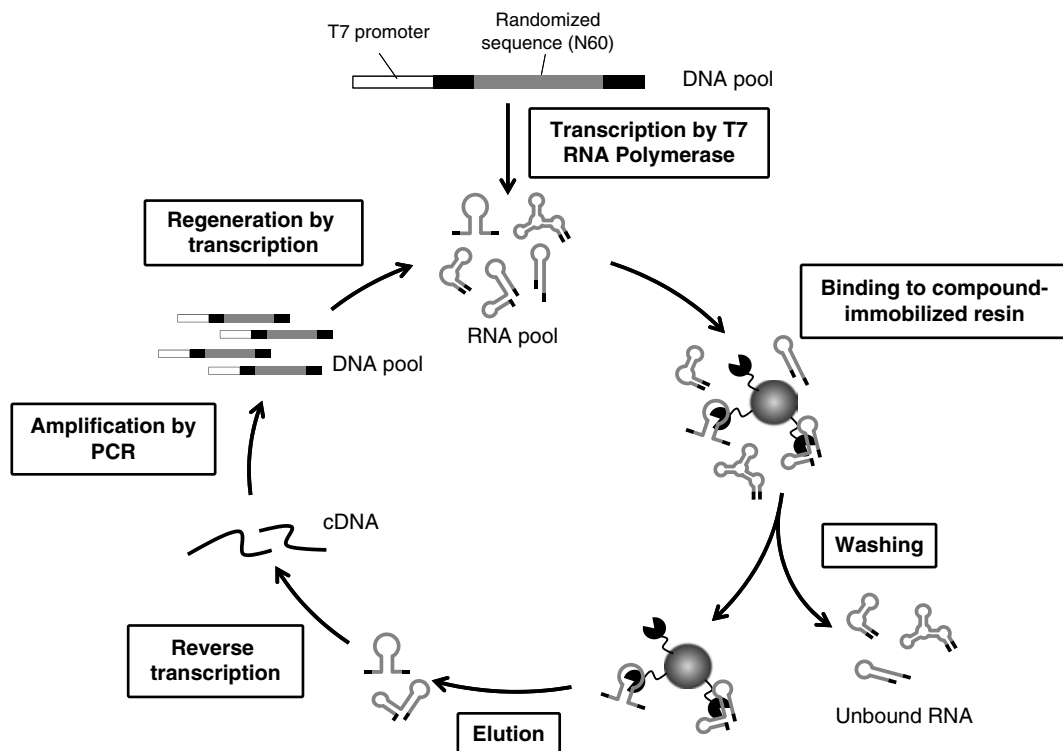 T7 promoter
Randomized
sequence (N60)
DNA pool
Transcription by T7
RNA Polymerase
Regeneration by
transcription
RNA pool
Binding to compound-
immobilized resin
DNA pool
Amplification by
PCR
cDNA
Washing
Reverse
transcription
Elution
Unbound RNA